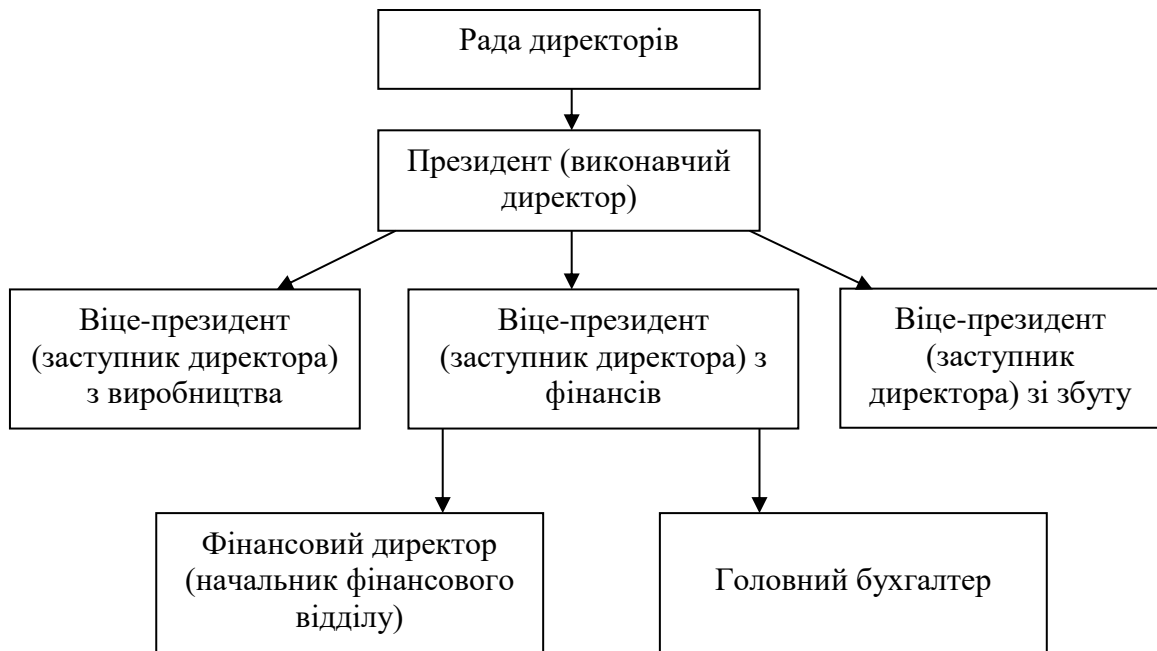 Рада директорів
Президент (виконавчий
директор)
Віце-президент
(заступник директора)
з виробництва
Віце-президент
(заступник директора) з
фінансів
Віце-президент
(заступник
директора) зі збуту
Фінансовий директор
(начальник фінансового
відділу)
Головний бухгалтер